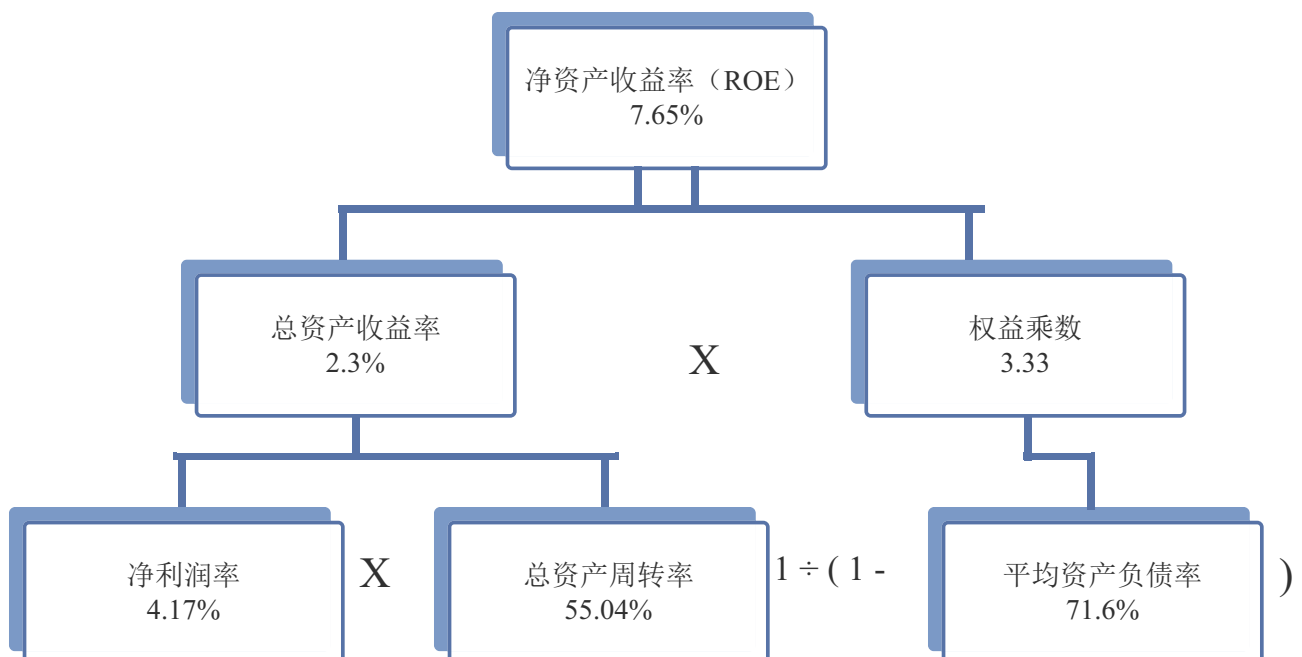 净资产收益率（ROE）
7.65%
总资产收益率
2.3%
X
权益乘数
3.33
净利润率
4.17%
X
总资产周转率
55.04%
1 ÷ ( 1 -
平均资产负债率
71.6%
)